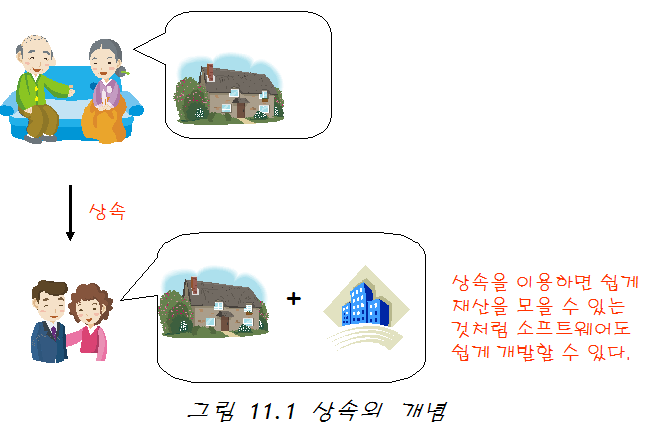 상속
+
상속을 이용하면 쉽게
재산을 모을 수 있는
것처럼 소프트웨어도
쉽게 개발할 수 있다.
그림 11.1 상속의 개념